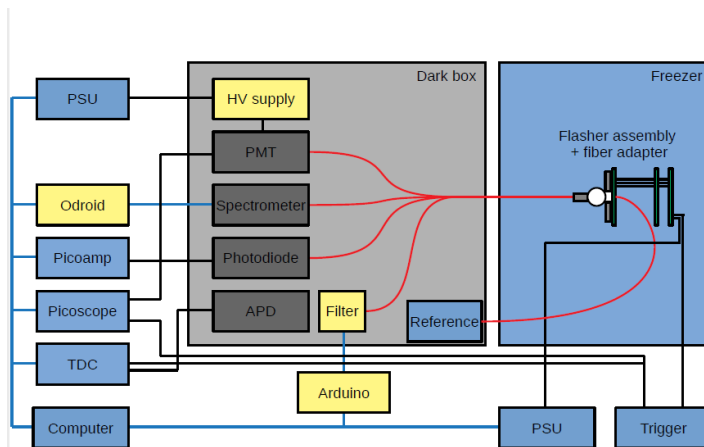 Dark box
Freezer
PSU
HV supply
Flasher assembly
+ fiber adapter
PMT
Odroid
Spectrometer
Picoamp
Photodiode
Picoscope
APD
Filter
Reference
TDC
Arduino
Computer
PSU
Trigger